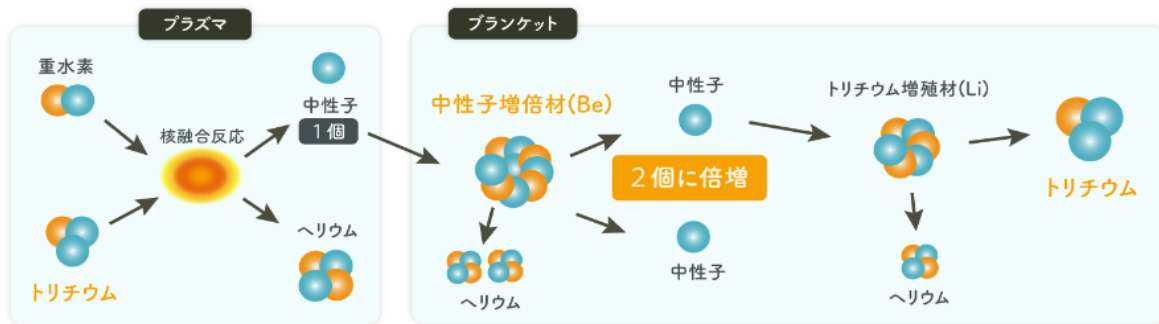 プラズマ
重水素
核融合反応
トリチウム
中性子
1個
ヘリウム
ブランケット
中性子増倍材(Be)
ヘリウム
中性子
2個に倍増
中性子
トリチウム増殖材(Li)
ヘリウム
トリチウム